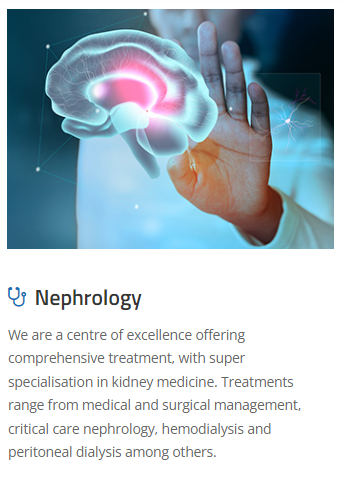 Nephrology
We are a centre of excellence offering
comprehensive treatment, with super
specialisation in kidney medicine. Treatments
range from medical and surgical management,
critical care nephrology, hemodialysis and
peritoneal dialysis among others.